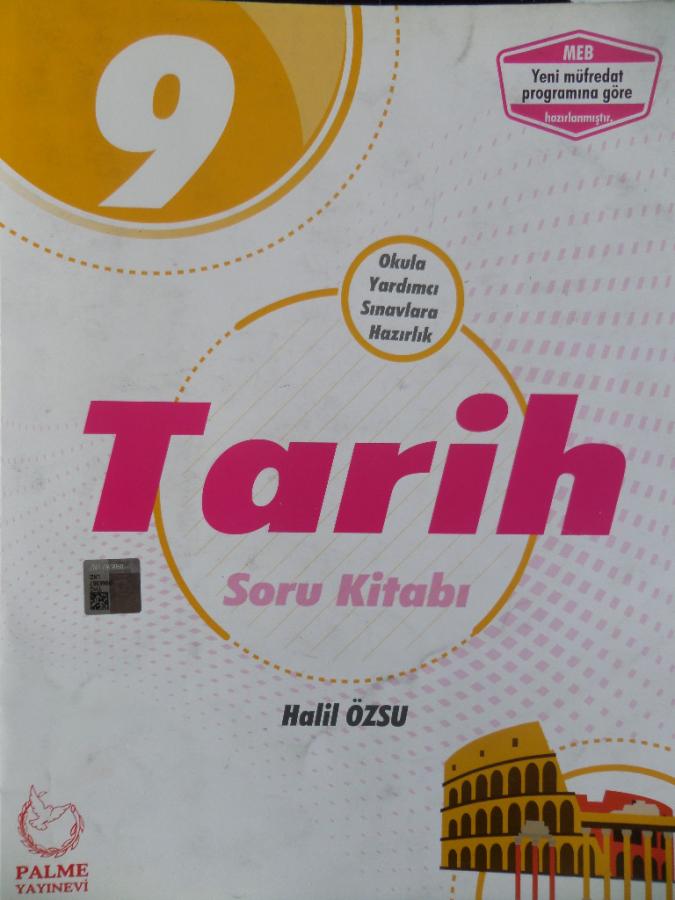 9
MEB
Yeni müfredat
programına göre
hazırlanmıştır.
Okula
Yardımcı
Sınavlara
Hazırlık
Tarih
Soru Kitabı
Halil ÖZSU
PALME
YAYINEVİ